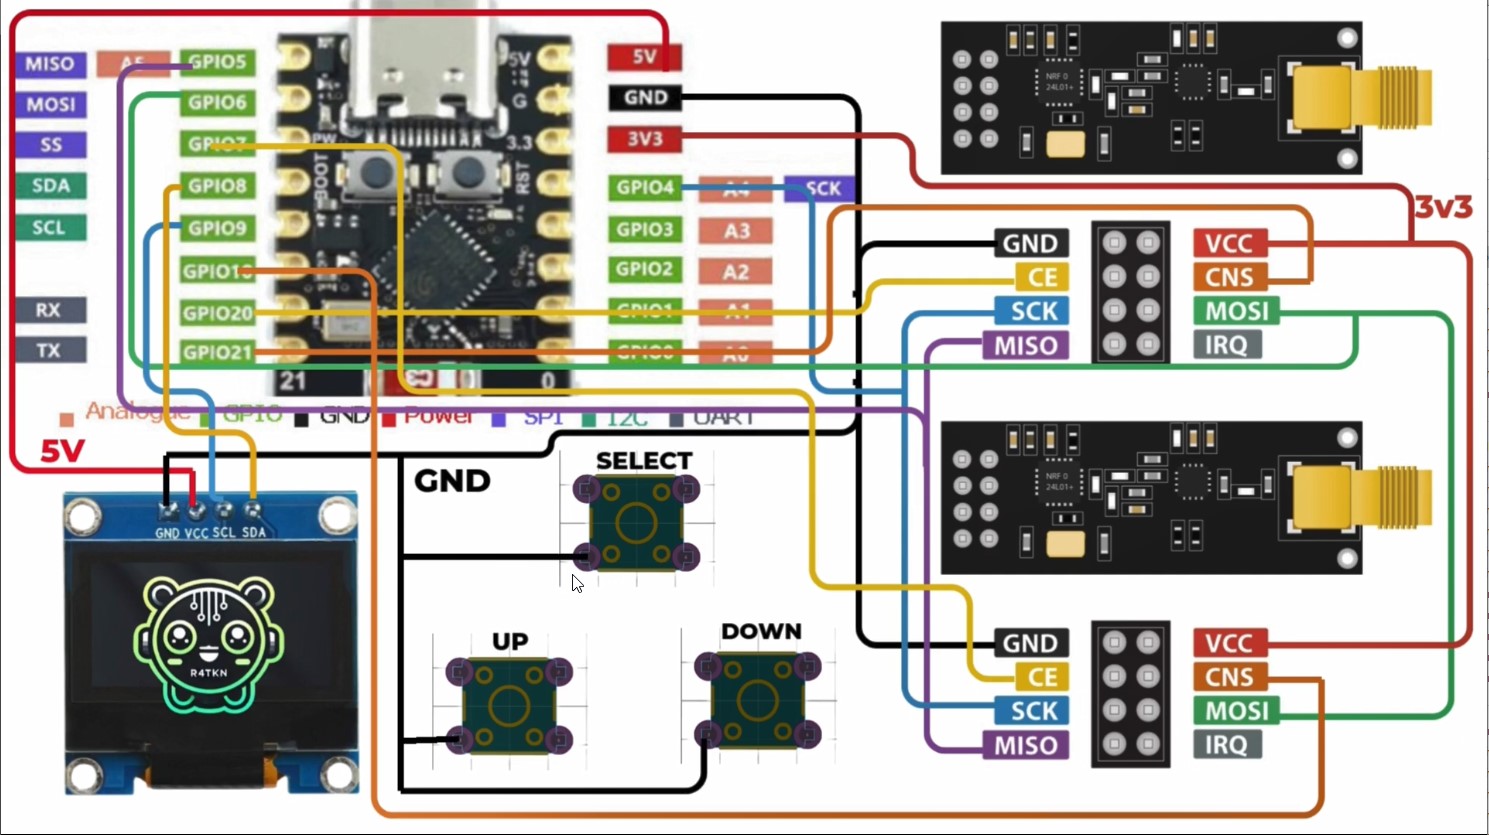 MISO A5 GPIO5
MOSI GPIO6
SS GPIO7
SDA GPIO8
SCL GPIO9
GPIO10
RX GPIO20
TX GPIO21
5V
G
3.3
PW
BOOT
RST
21
0
5V
GND
3V3
GPIO4 A4 SCK
GPIO3 A3
GPIO2 A2
GPIO1 A1
GPIO0 A0
Analogue GPIO GND Power SPI I2C UART
NRF 0
24L01+
3v3
GND VCC
CE CNS
SCK MOSI
MISO IRQ
5V
GND
SELECT
GND VCC SCL SDA
R4TKN
UP
DOWN
NRF 0
24L01+
GND VCC
CE CNS
SCK MOSI
MISO IRQ